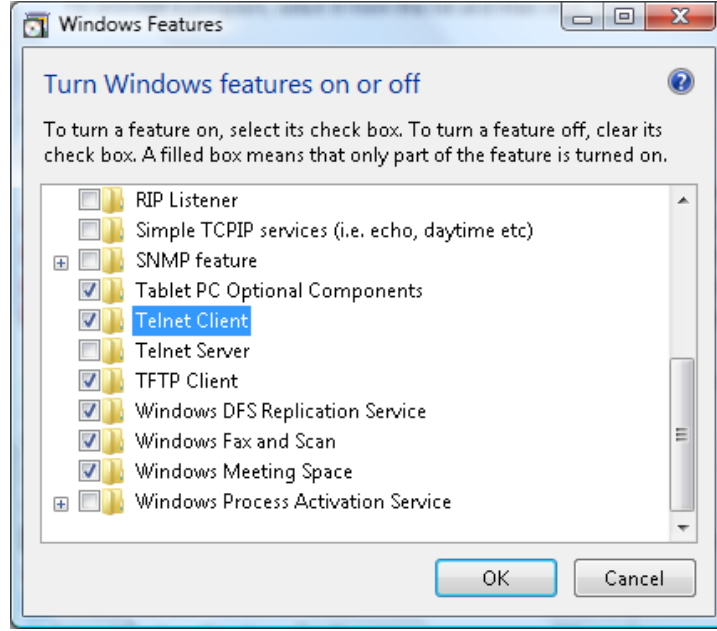 Windows Features
Turn Windows features on or off
To turn a feature on, select its check box. To turn a feature off, clear its
check box. A filled box means that only part of the feature is turned on.
RIP Listener
Simple TCPIP services (i.e. echo, daytime etc)
SNMP feature
Tablet PC Optional Components
Telnet Client
Telnet Server
TFTP Client
Windows DFS Replication Service
Windows Fax and Scan
Windows Meeting Space
Windows Process Activation Service
OK Cancel